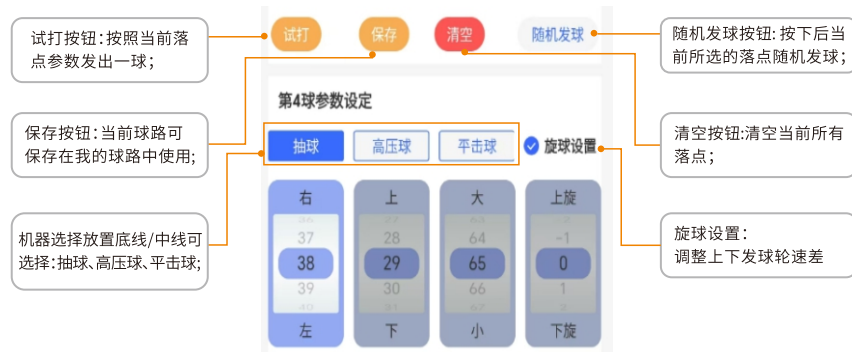 试打按钮:按照当前落
点参数发出一球;
保存按钮:当前球路可
保存在我的球路中使用;
机器选择放置底线/中线可
选择:抽球、高压球、平击球;
试打 保存 清空 随机发球
第4球参数设定
抽球 高压球 平击球 旋球设置
右 上 大 上旋
36 27 63 -2
37 28 64 -1
38 29 65 0
39 30 66 1
40 31 67 2
左 下 小 下旋
随机发球按钮:按下后当
前所选的落点随机发球;
清空按钮:清空当前所有
落点;
旋球设置:
调整上下发球轮速差